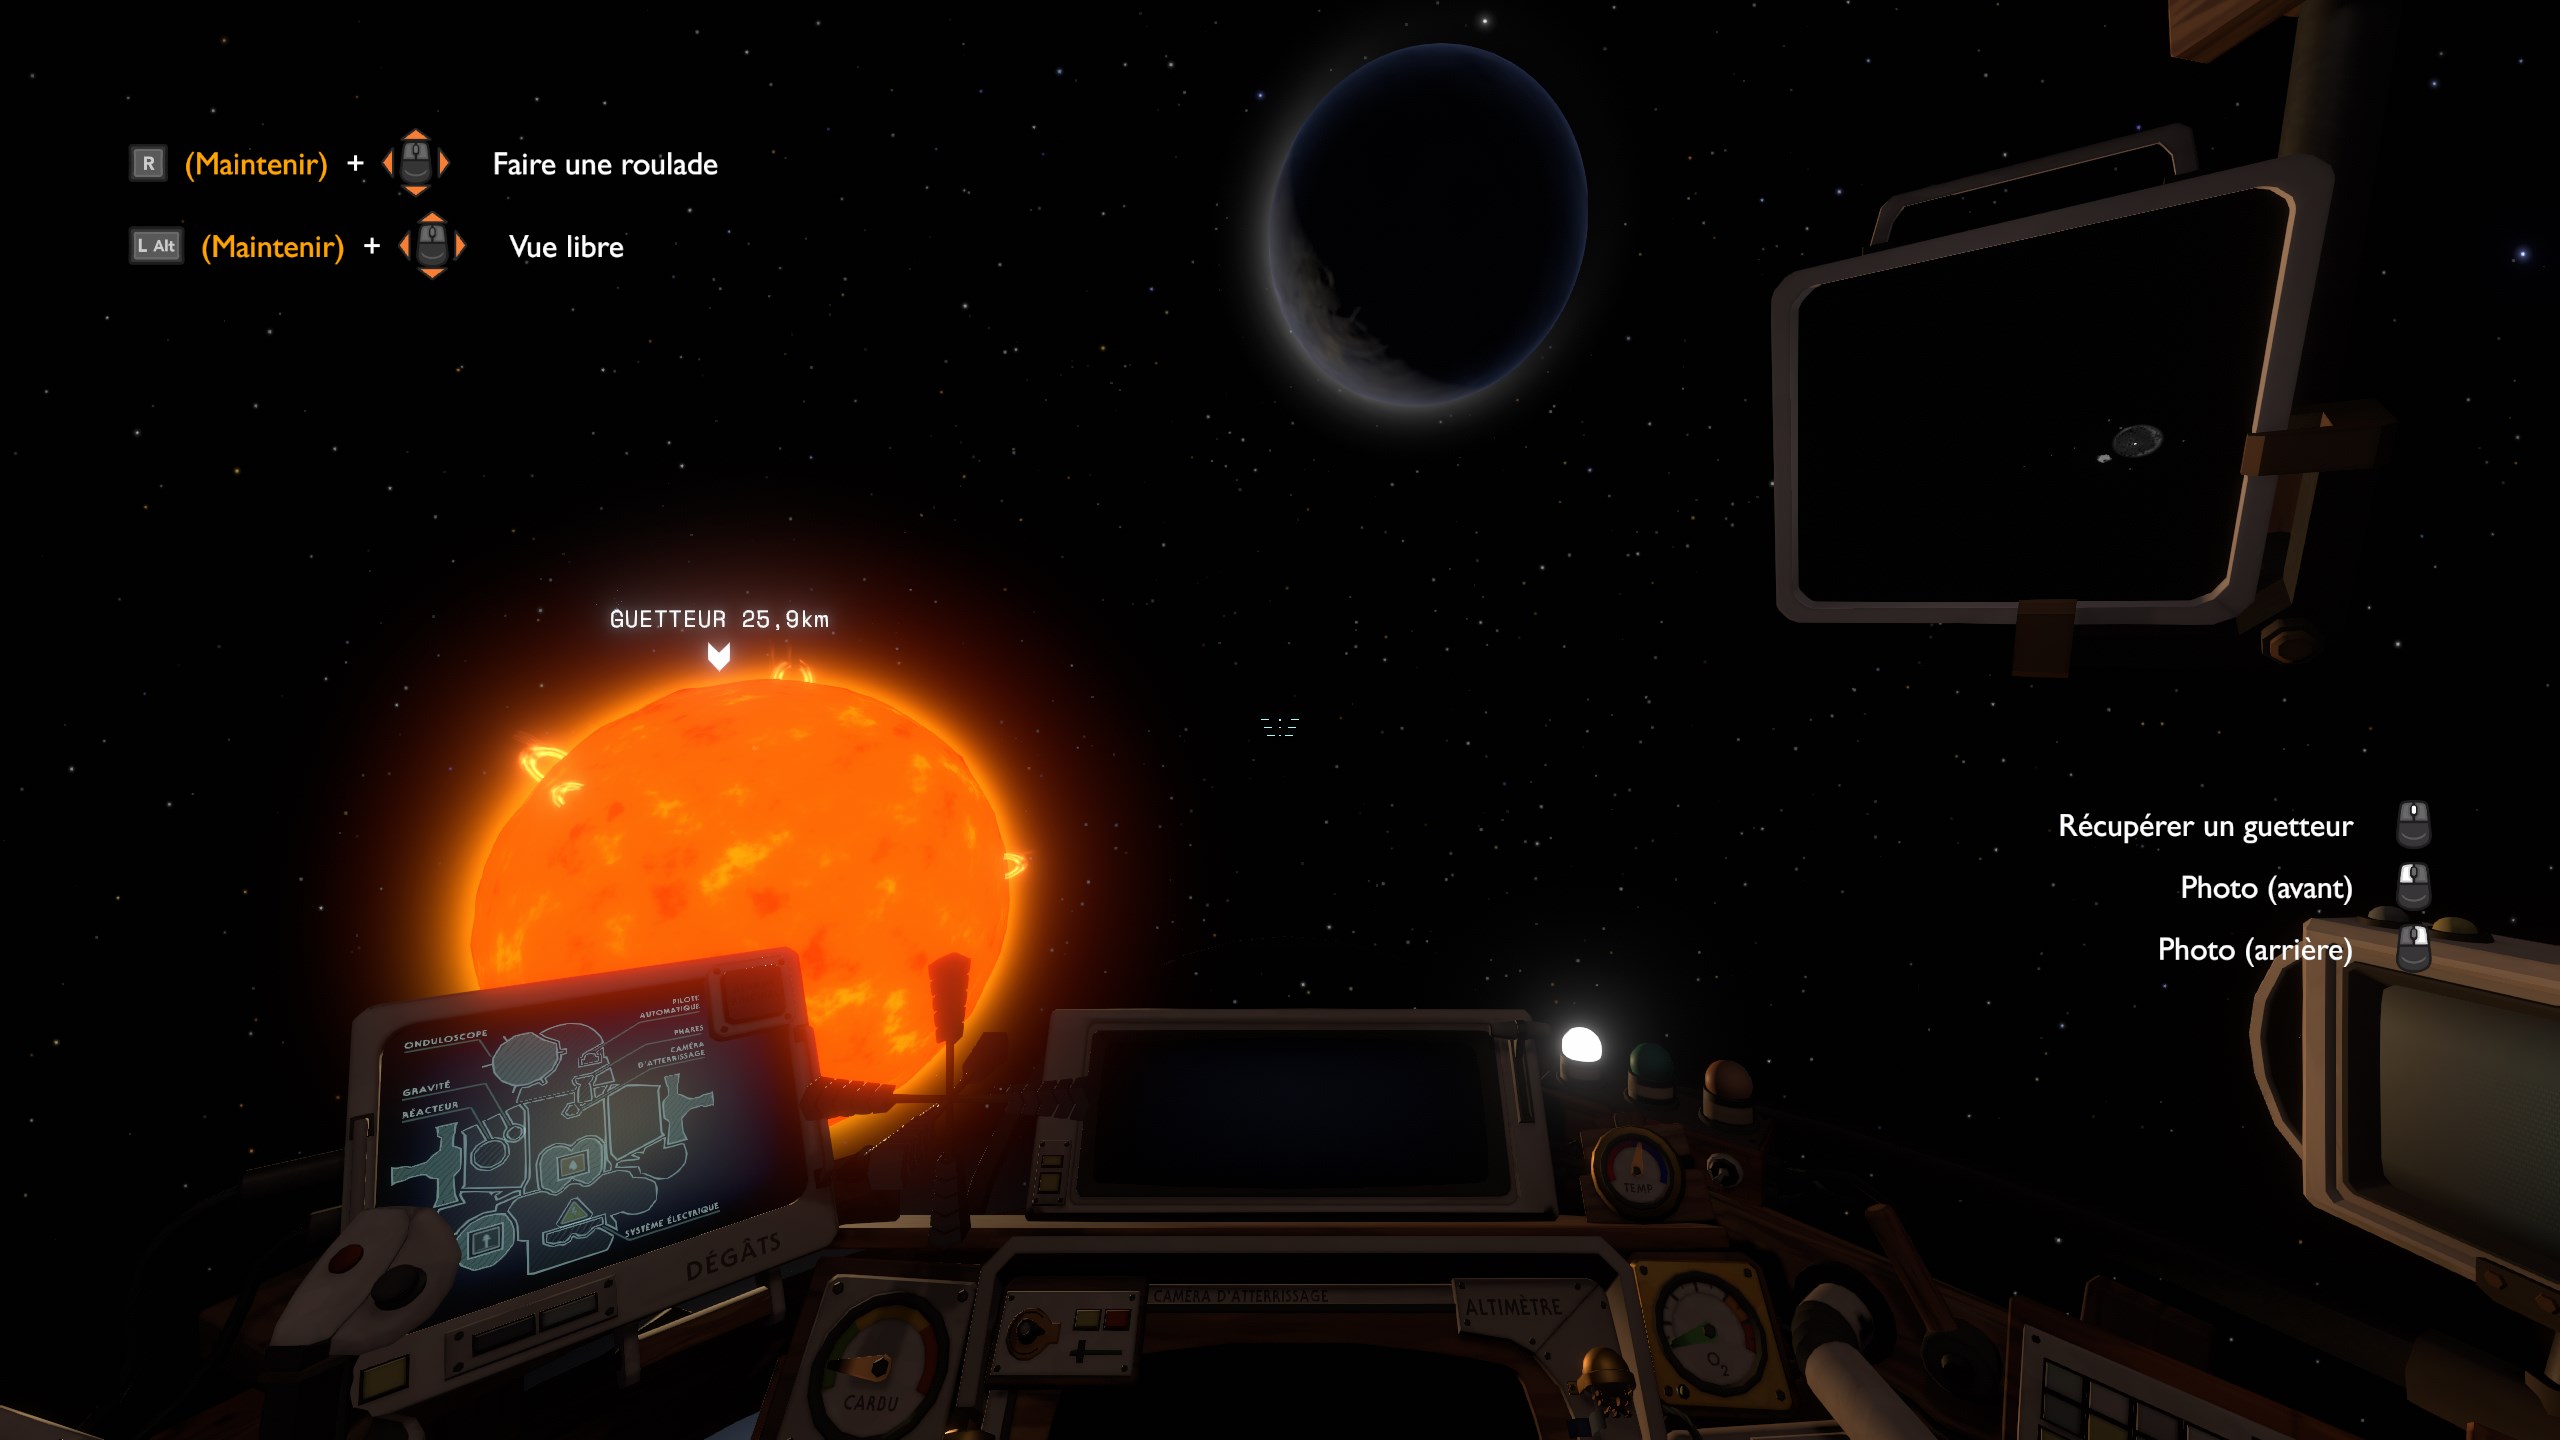 R (Maintenir) + Faire une roulade
L Alt (Maintenir) + Vue libre
GUETTEUR 25,9km
Récupérer un guetteur
Photo (avant)
Photo (arrière)
PILOTE
AUTOMATIQUE
ONDULOSCOPE
PHARES
CAMÉRA
D'ATTERRISSAGE
GRAVITÉ
RÉACTEUR
SYSTÈME ÉLECTRIQUE
DÉGÂTS
TEMP
CAMÉRA D'ATTERRISSAGE
ALTIMÈTRE
CARBU
O2